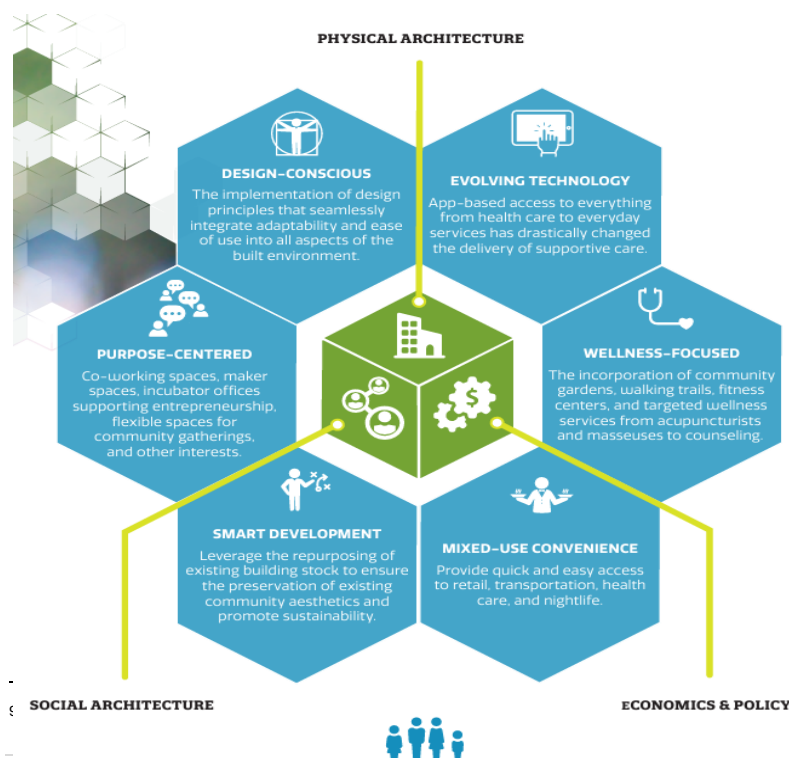 PHYSICAL ARCHITECTURE
DESIGN-CONSCIOUS
The implementation of design
principles that seamlessly
integrate adaptability and ease
of use into all aspects of the
built environment.
EVOLVING TECHNOLOGY
App-based access to everything
from health care to everyday
services has drastically changed
the delivery of supportive care.
PURPOSE-CENTERED
Co-working spaces, maker
spaces, incubator offices
supporting entrepreneurship,
flexible spaces for
community gatherings,
and other interests.
$
WELLNESS-FOCUSED
The incorporation of community
gardens, walking trails, fitness
centers, and targeted wellness
services from acupuncturists
and masseuses to counseling.
SMART DEVELOPMENT
Leverage the repurposing of
existing building stock to ensure
the preservation of existing
community aesthetics and
promote sustainability.
MIXED-USE CONVENIENCE
Provide quick and easy access
to retail, transportation, health
care, and nightlife.
SOCIAL ARCHITECTURE
ECONOMICS & POLICY